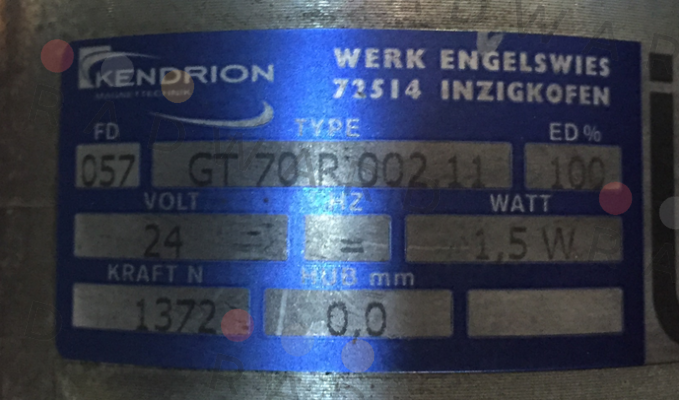 KENDRION
MAGNETTECHNIK
WERK ENGELSWIES
72514 INZIGKOFEN
FD TYPE ED%
057 GT 70 R 002,11 100
VOLT HZ WATT
24 = = 1,5 W
KRAFT N HUB mm
1372 0,0